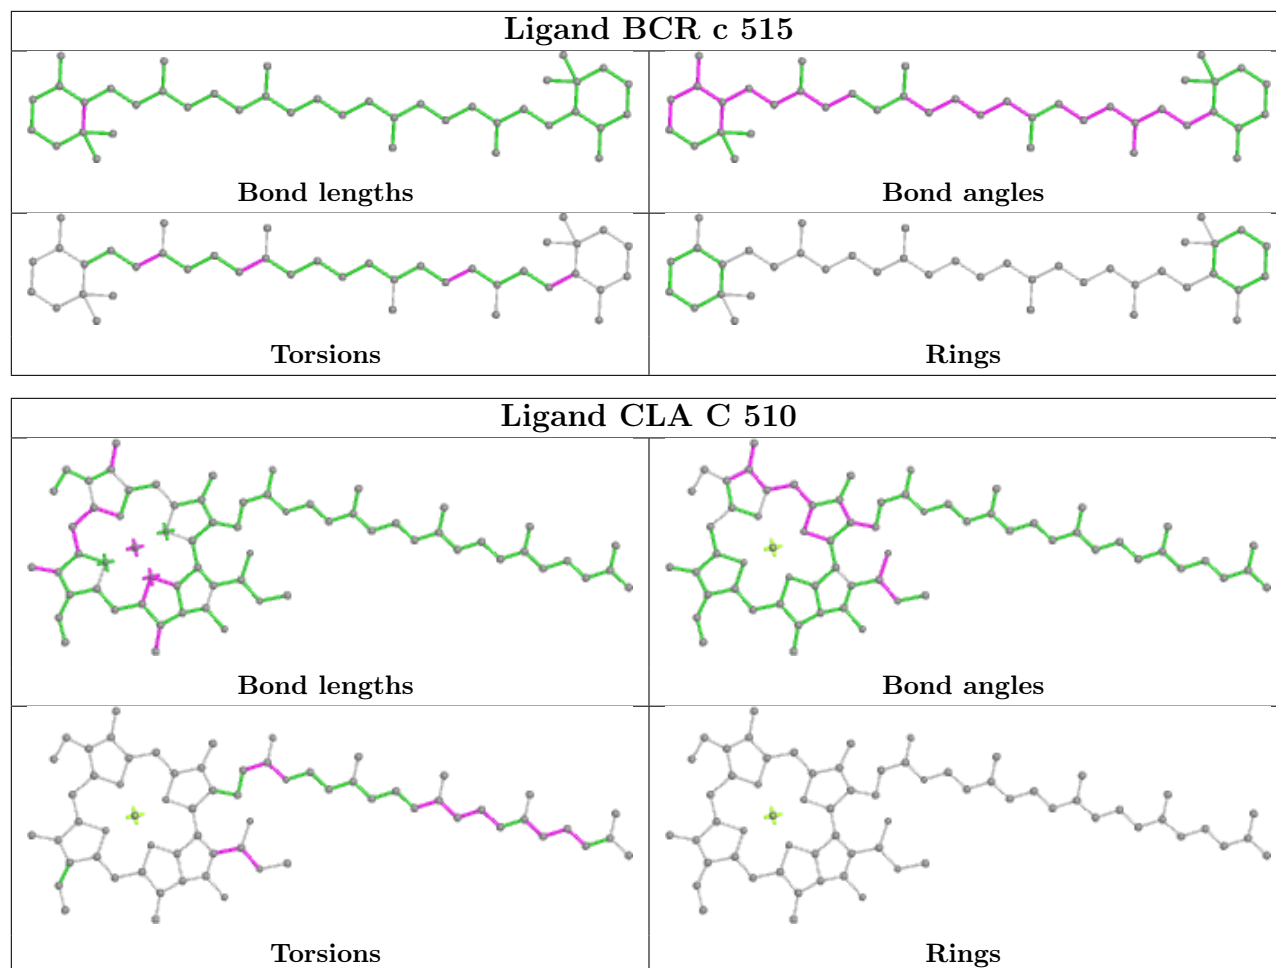 Ligand BCR c 515
Bond lengths
Bond angles
Torsions
Rings
Ligand CLA C 510
Bond lengths
Bond angles
Torsions
Rings